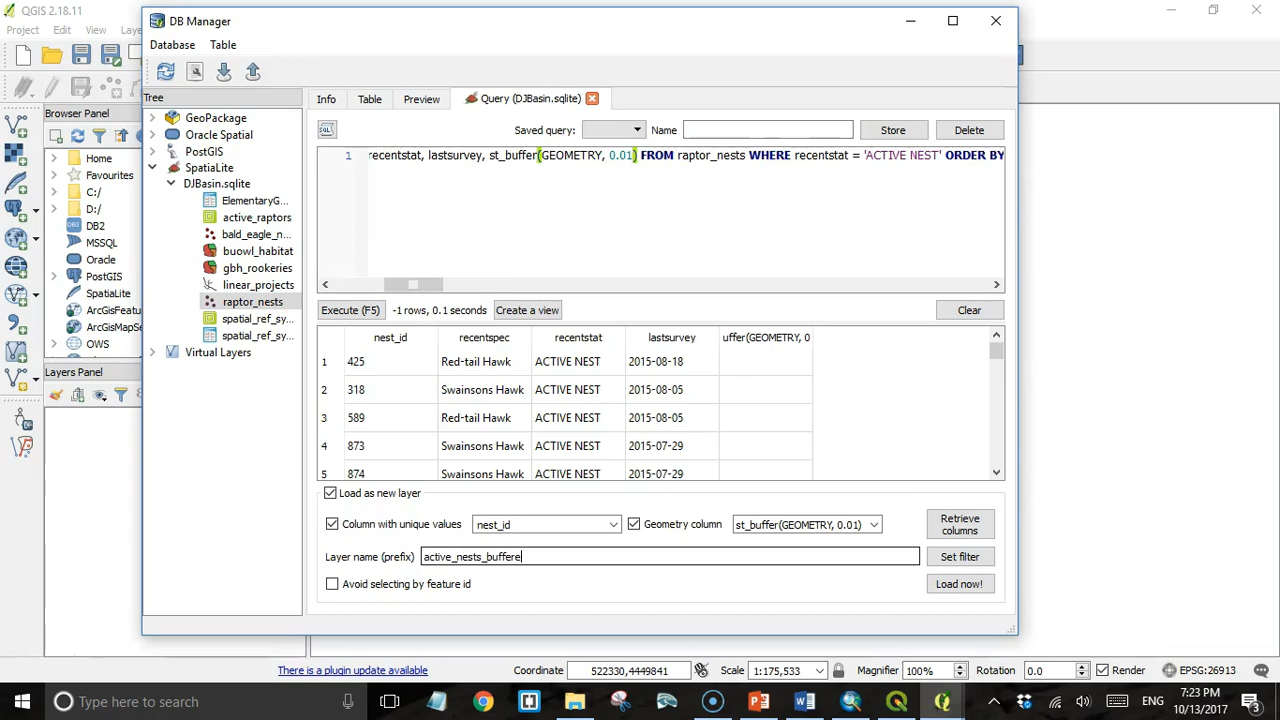 QGIS 2.18.11
Project Edit View Laye
DB Manager
Database Table
Tree
GeoPackage
Oracle Spatial
PostGIS
SpatiaLite
DJBasin.sqlite
ElementaryG...
active_raptors
bald_eagle_n...
buowl_habitat
gbh_rookeries
linear_projects
raptor_nests
spatial_ref_sy...
spatial_ref_sy...
Virtual Layers
Browser Panel
Home
Favourites
C:/
D:/
DB2
MSSQL
Oracle
PostGIS
SpatiaLite
ArcGisFeatu
ArcGisMapSe
OWS
Layers Panel
Info Table Preview Query (DJBasin.sqlite)
Saved query: Name Store Delete
1 recentstat, lastsurvey, st_buffer(GEOMETRY, 0.01) FROM raptor_nests WHERE recentstat = 'ACTIVE NEST' ORDER BY
Execute (F5) -1 rows, 0.1 seconds Create a view Clear
nest_id recentspec recentstat lastsurvey uffer(GEOMETRY, 0
1 425 Red-tail Hawk ACTIVE NEST 2015-08-18
2 318 Swainsons Hawk ACTIVE NEST 2015-08-05
3 589 Red-tail Hawk ACTIVE NEST 2015-08-05
4 873 Swainsons Hawk ACTIVE NEST 2015-07-29
5 874 Swainsons Hawk ACTIVE NEST 2015-07-29
Load as new layer
Column with unique values nest_id Geometry column st_buffer(GEOMETRY, 0.01) Retrieve columns
Layer name (prefix) active_nests_buffere Set filter
Avoid selecting by feature id Load now!
There is a plugin update available Coordinate 522330,4449841 Scale 1:175,533 Magnifier 100% Rotation 0.0 Render EPSG:26913
Type here to search ENG 7:23 PM
10/13/2017 3